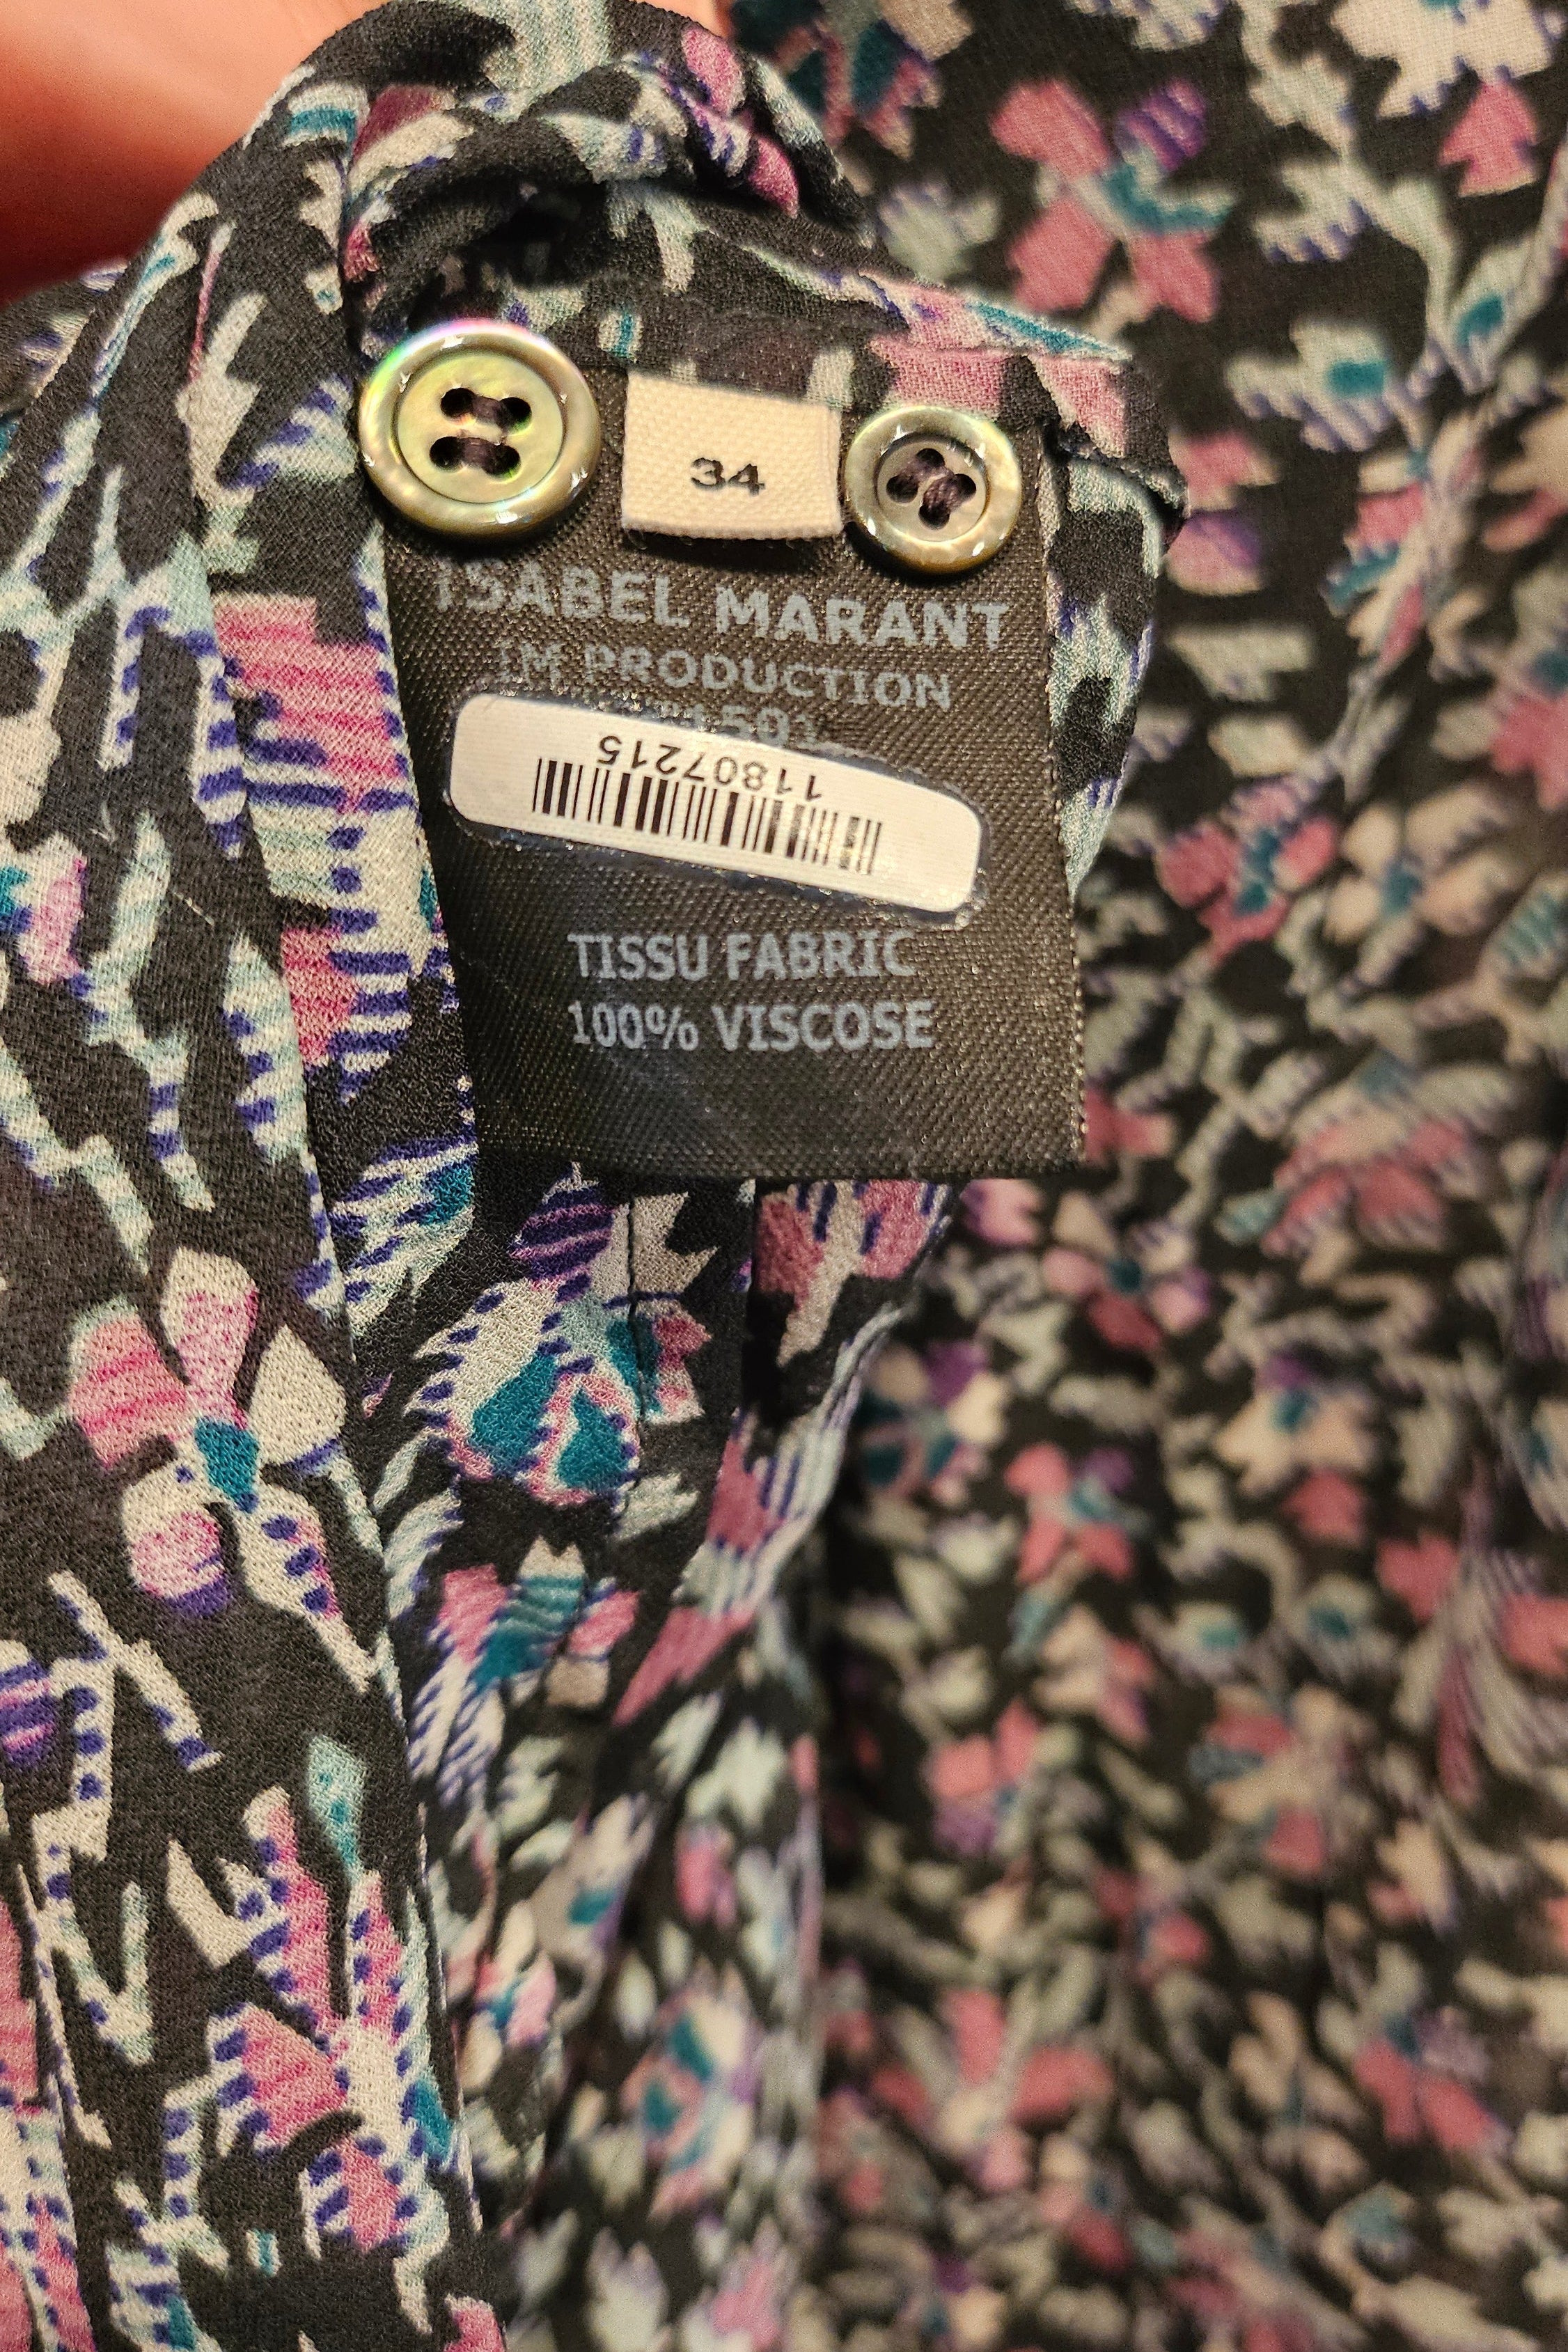 34
ISABEL MARANT
IM PRODUCTION
11807215
TISSU FABRIC
100% VISCOSE